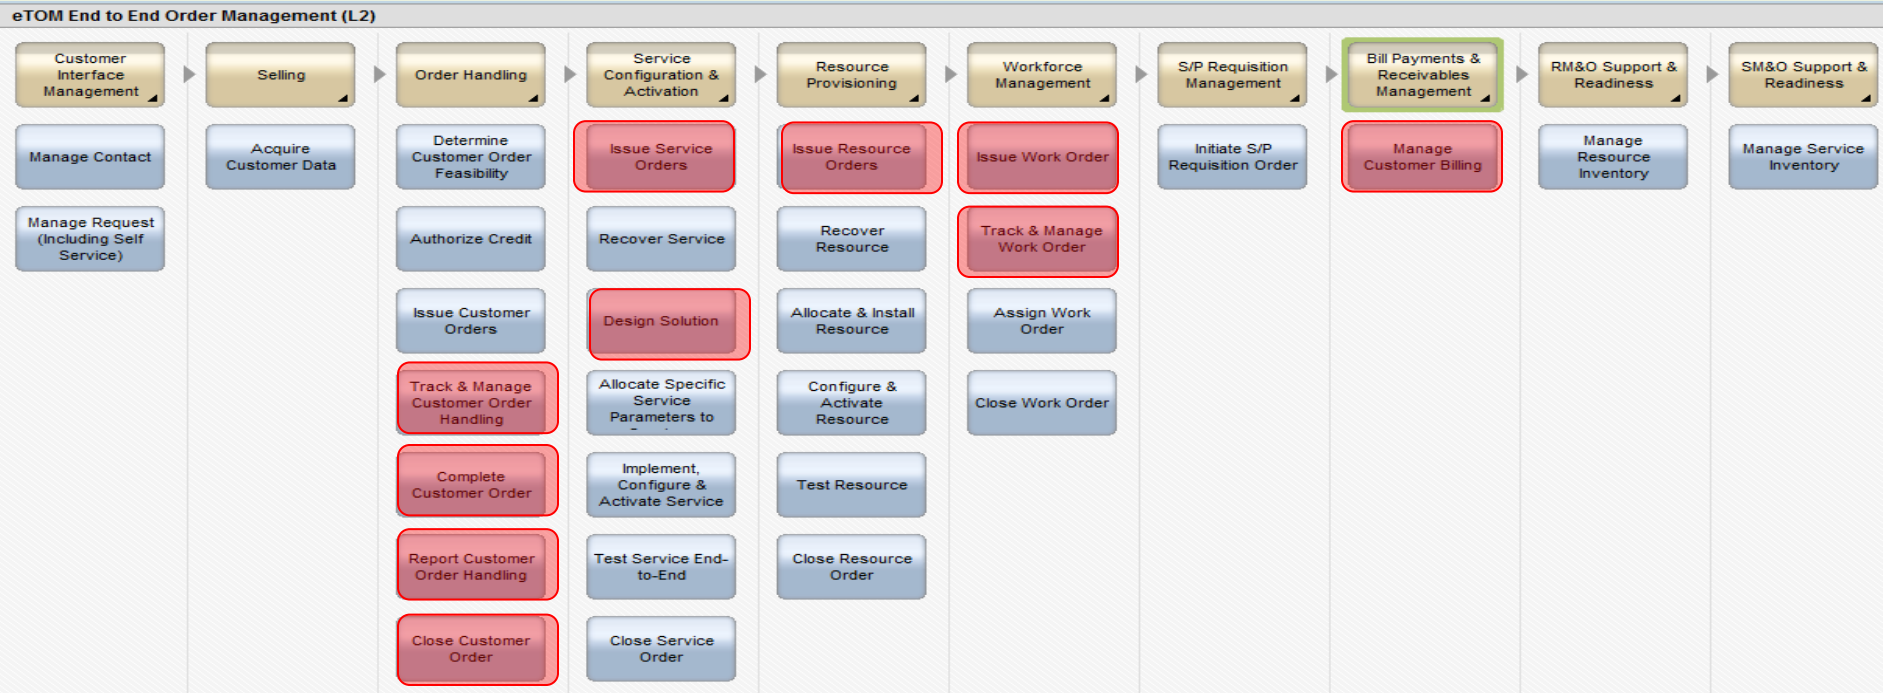 eTOM End to End Order Management (L2)
Customer
Interface
Management
Selling
Order Handling
Service
Configuration &
Activation
Resource
Provisioning
Workforce
Management
S/P Requisition
Management
Bill Payments &
Receivables
Management
RM&O Support &
Readiness
SM&O Support &
Readiness
Manage Contact
Manage Request
(Including Self
Service)
Acquire
Customer Data
Determine
Customer Order
Feasibility
Authorize Credit
Issue Customer
Orders
Track & Manage
Customer Order
Handling
Complete
Customer Order
Report Customer
Order Handling
Close Customer
Order
Issue Service
Orders
Recover Service
Design Solution
Allocate Specific
Service
Parameters to
Implement,
Configure &
Activate Service
Test Service End-
to-End
Close Service
Order
Issue Resource
Orders
Recover
Resource
Allocate & Install
Resource
Configure &
Activate
Resource
Test Resource
Close Resource
Order
Issue Work Order
Track & Manage
Work Order
Assign Work
Order
Close Work Order
Initiate S/P
Requisition Order
Manage
Customer Billing
Manage
Resource
Inventory
Manage Service
Inventory